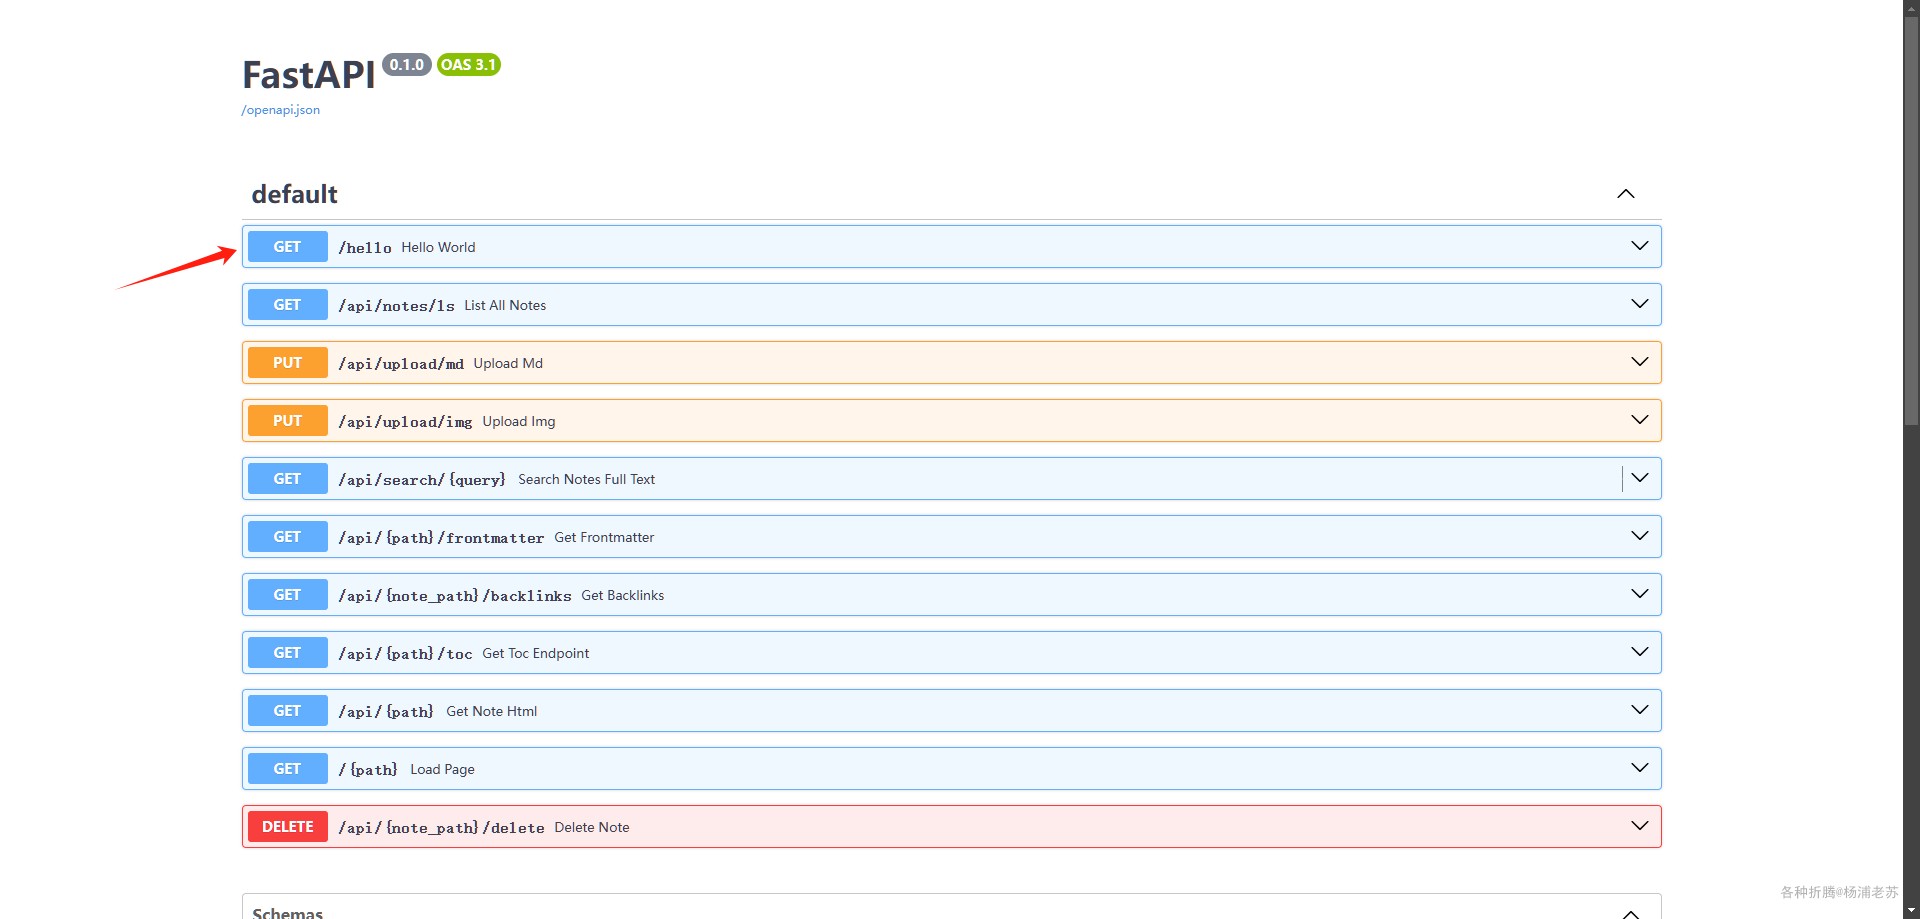 FastAPI 0.1.0 OAS 3.1
/openapi.json
default
GET /hello Hello World
GET /api/notes/ls List All Notes
PUT /api/upload/md Upload Md
PUT /api/upload/img Upload Img
GET /api/search/{query} Search Notes Full Text
GET /api/{path}/frontmatter Get Frontmatter
GET /api/{note_path}/backlinks Get Backlinks
GET /api/{path}/toc Get Toc Endpoint
GET /api/{path} Get Note Html
GET /{path} Load Page
DELETE /api/{note_path}/delete Delete Note
各种折腾@杨浦老苏
Schemas